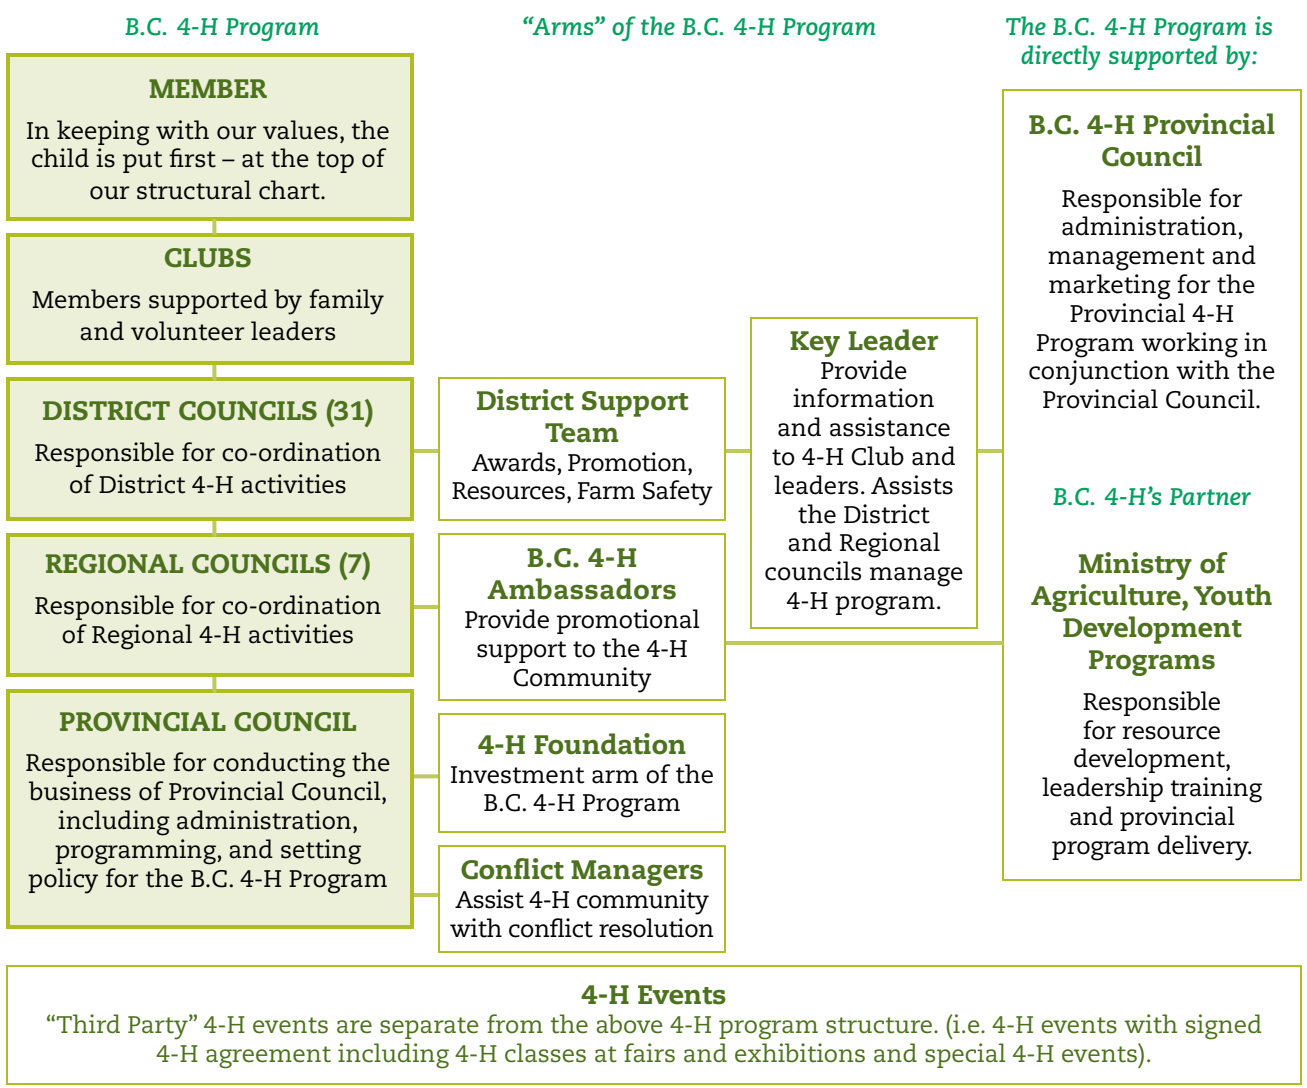 B.C. 4-H Program
MEMBER
In keeping with our values, the
child is put first – at the top of
our structural chart.
CLUBS
Members supported by family
and volunteer leaders
DISTRICT COUNCILS (31)
Responsible for co-ordination
of District 4-H activities
REGIONAL COUNCILS (7)
Responsible for co-ordination
of Regional 4-H activities
PROVINCIAL COUNCIL
Responsible for conducting the
business of Provincial Council,
including administration,
programming, and setting
policy for the B.C. 4-H Program
“Arms” of the B.C. 4-H Program
District Support
Team
Awards, Promotion,
Resources, Farm Safety
B.C. 4-H
Ambassadors
Provide promotional
support to the 4-H
Community
4-H Foundation
Investment arm of the
B.C. 4-H Program
Conflict Managers
Assist 4-H community
with conflict resolution
Key Leader
Provide
information
and assistance
to 4-H Club and
leaders. Assists
the District
and Regional
councils manage
4-H program.
The B.C. 4-H Program is
directly supported by:
B.C. 4-H Provincial
Council
Responsible for
administration,
management and
marketing for the
Provincial 4-H
Program working in
conjunction with the
Provincial Council.
B.C. 4-H’s Partner
Ministry of
Agriculture, Youth
Development
Programs
Responsible
for resource
development,
leadership training
and provincial
program delivery.
4-H Events
“Third Party” 4-H events are separate from the above 4-H program structure. (i.e. 4-H events with signed
4-H agreement including 4-H classes at fairs and exhibitions and special 4-H events).